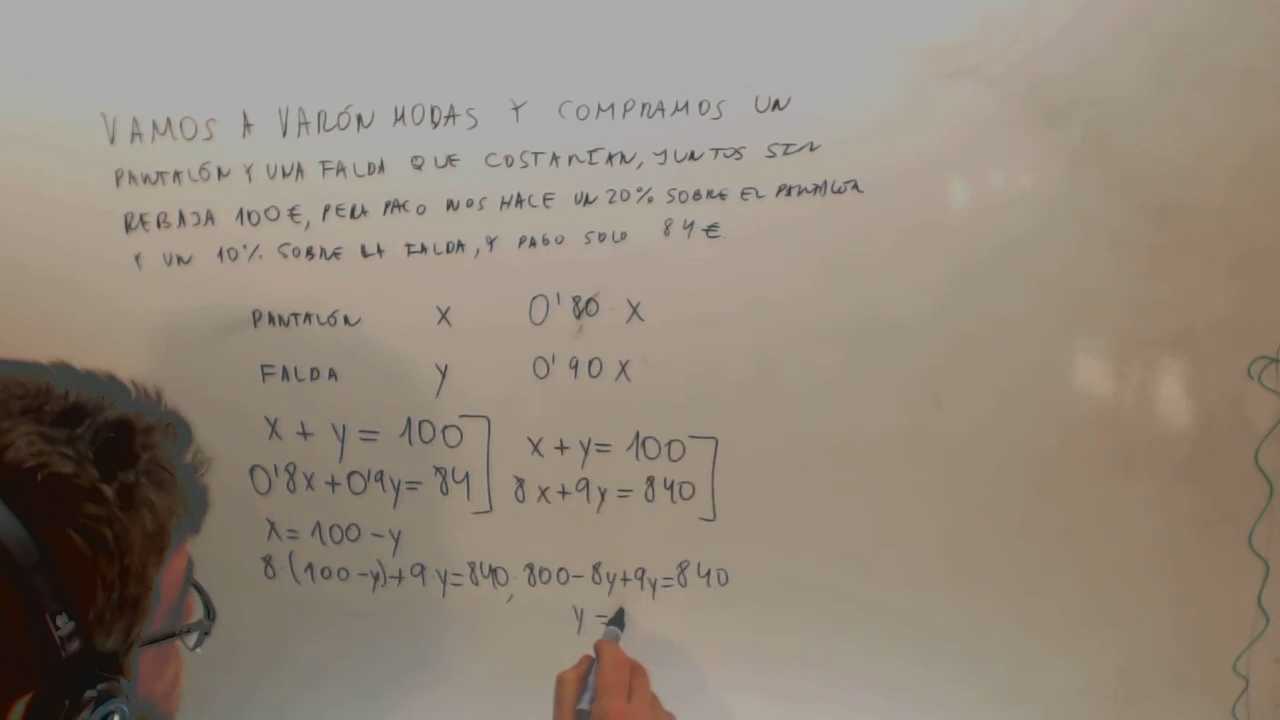 VAMOS A VARÓN MODAS Y COMPRAMOS UN
PANTALÓN Y UNA FALDA QUE COSTARÍAN, JUNTOS SIN
REBAJA 100€, PERO PACO NOS HACE UN 20% SOBRE EL PANTALÓN
Y UN 10% SOBRE LA FALDA, Y PAGO SOLO 84€
PANTALÓN X 0'80 X
FALDA Y 0'90 X
x + y = 100 x + y = 100
0'8x + 0'9y = 84 8x + 9y = 840
x = 100 - y
8·(100 - y) + 9y = 840, 800 - 8y + 9y = 840
y =